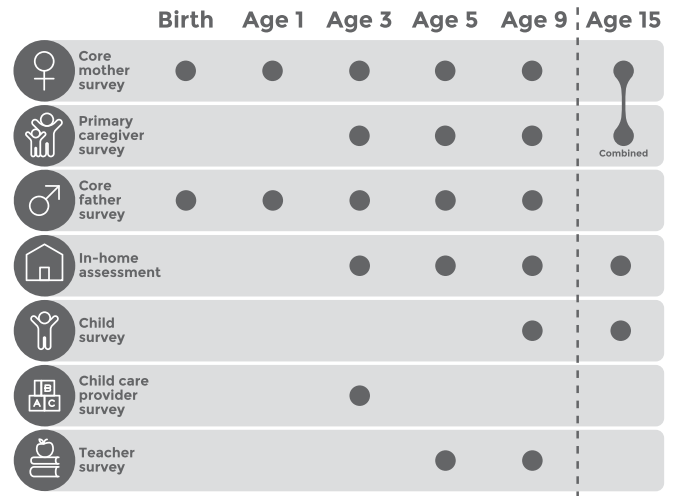 Birth Age 1 Age 3 Age 5 Age 9 Age 15
Core
mother
survey
Primary
caregiver
survey
Combined
Core
father
survey
In-home
assessment
Child
survey
B
A C
Child care
provider
survey
Teacher
survey